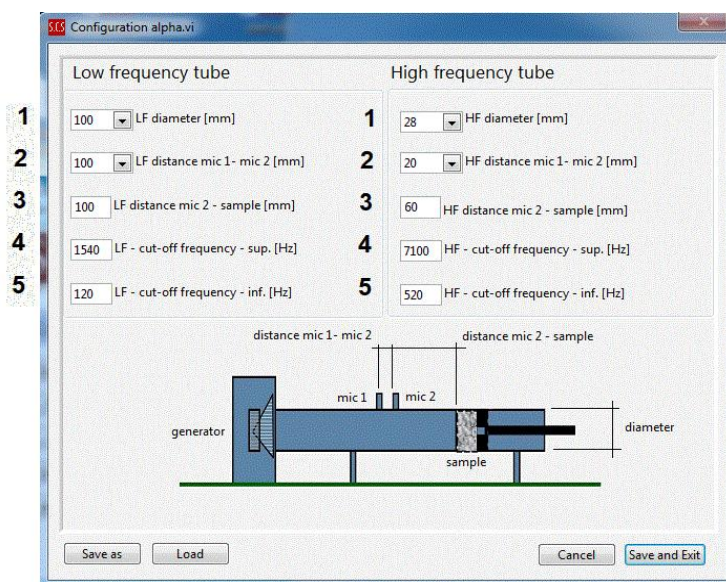 S.C.S Configuration alpha.vi
Low frequency tube
1 100 LF diameter [mm]
2 100 LF distance mic 1- mic 2 [mm]
3 100 LF distance mic 2 - sample [mm]
4 1540 LF - cut-off frequency - sup. [Hz]
5 120 LF - cut-off frequency - inf. [Hz]
High frequency tube
1 28 HF diameter [mm]
2 20 HF distance mic 1- mic 2 [mm]
3 60 HF distance mic 2 - sample [mm]
4 7100 HF - cut-off frequency - sup. [Hz]
5 520 HF - cut-off frequency - inf. [Hz]
distance mic 1- mic 2 distance mic 2 - sample
mic 1 mic 2
generator diameter
sample
Save as Load Cancel Save and Exit